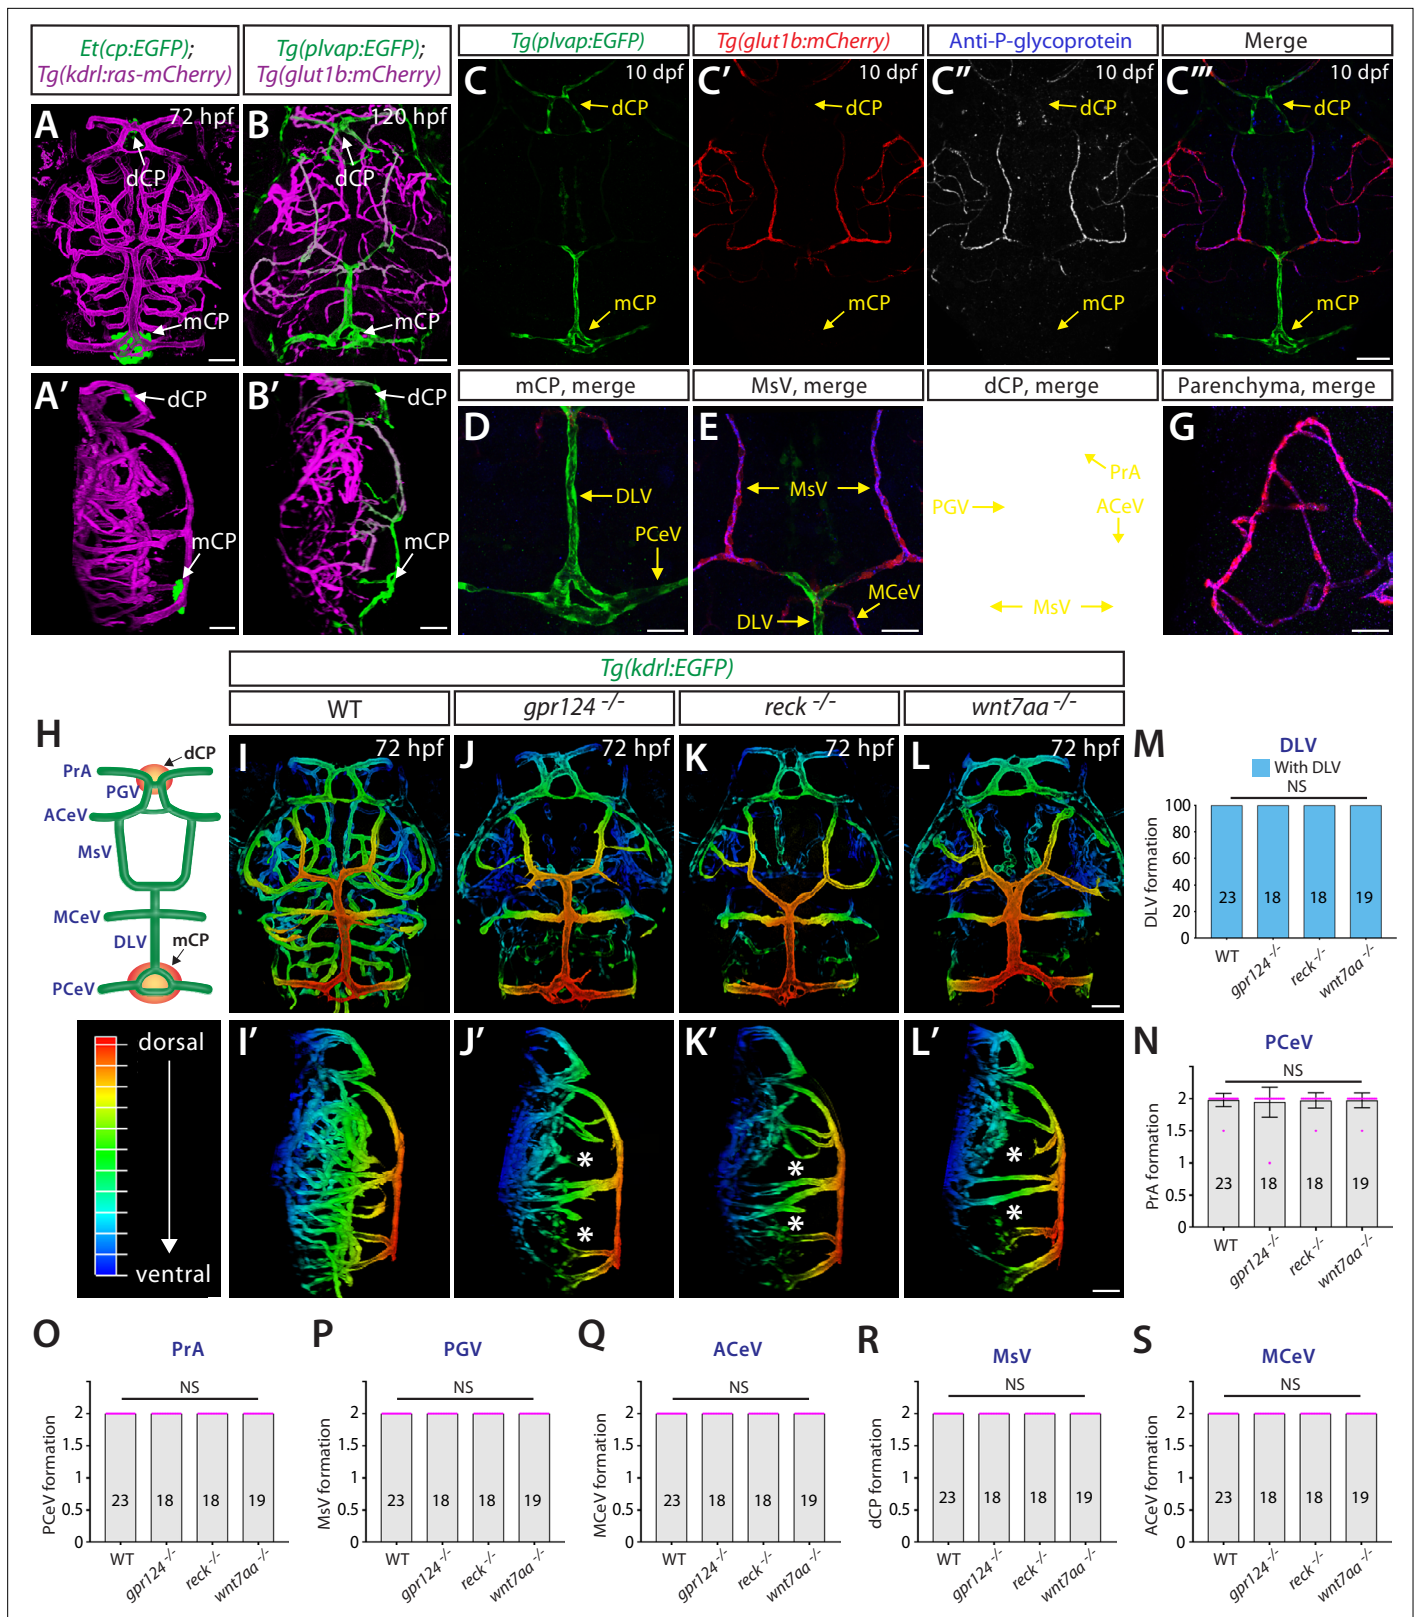 Et(cp:EGFP);
Tg(kdrl:ras-mCherry)
Tg(plvap:EGFP);
Tg(glut1b:mCherry)
Tg(plvap:EGFP)
Tg(glut1b:mCherry)
Anti-P-glycoprotein
Merge
A
72 hpf
dCP
mCP
B
120 hpf
dCP
mCP
C
10 dpf
dCP
mCP
C'
10 dpf
dCP
mCP
C''
10 dpf
dCP
mCP
C'''
10 dpf
dCP
mCP
A'
dCP
mCP
B'
dCP
mCP
mCP, merge
MsV, merge
dCP, merge
Parenchyma, merge
D
DLV
PCeV
E
MsV
MCeV
DLV
PrA
PGV
ACeV
MsV
G
Tg(kdrl:EGFP)
WT
gpr124 -/-
reck -/-
wnt7aa -/-
H
dCP
PrA
PGV
ACeV
MsV
MCeV
DLV
mCP
PCeV
I
72 hpf
J
72 hpf
K
72 hpf
L
72 hpf
M
DLV
With DLV
NS
DLV formation
100
80
60
40
20
0
23
18
18
19
WT
gpr124 -/-
reck -/-
wnt7aa -/-
dorsal
ventral
I'
J'
*
*
K'
*
*
L'
*
*
N
PCeV
NS
PrA formation
2
1.5
1
0.5
0
23
18
18
19
WT
gpr124 -/-
reck -/-
wnt7aa -/-
O
PrA
NS
PCeV formation
2
1.5
1
0.5
0
23
18
18
19
WT
gpr124 -/-
reck -/-
wnt7aa -/-
P
PGV
NS
MsV formation
2
1.5
1
0.5
0
23
18
18
19
WT
gpr124 -/-
reck -/-
wnt7aa -/-
Q
ACeV
NS
MCeV formation
2
1.5
1
0.5
0
23
18
18
19
WT
gpr124 -/-
reck -/-
wnt7aa -/-
R
MsV
NS
dCP formation
2
1.5
1
0.5
0
23
18
18
19
WT
gpr124 -/-
reck -/-
wnt7aa -/-
S
MCeV
NS
ACeV formation
2
1.5
1
0.5
0
23
18
18
19
WT
gpr124 -/-
reck -/-
wnt7aa -/-